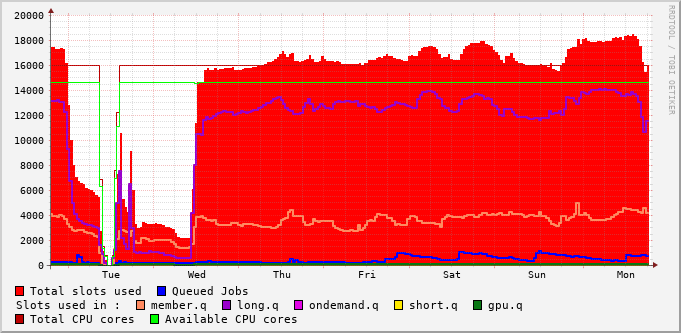 20000
18000
16000
14000
12000
10000
8000
6000
4000
2000
0
Tue Wed Thu Fri Sat Sun Mon
RRDTOOL / TOBI OETIKER
Total slots used Queued Jobs
Slots used in : member.q long.q ondemand.q short.q gpu.q
Total CPU cores Available CPU cores